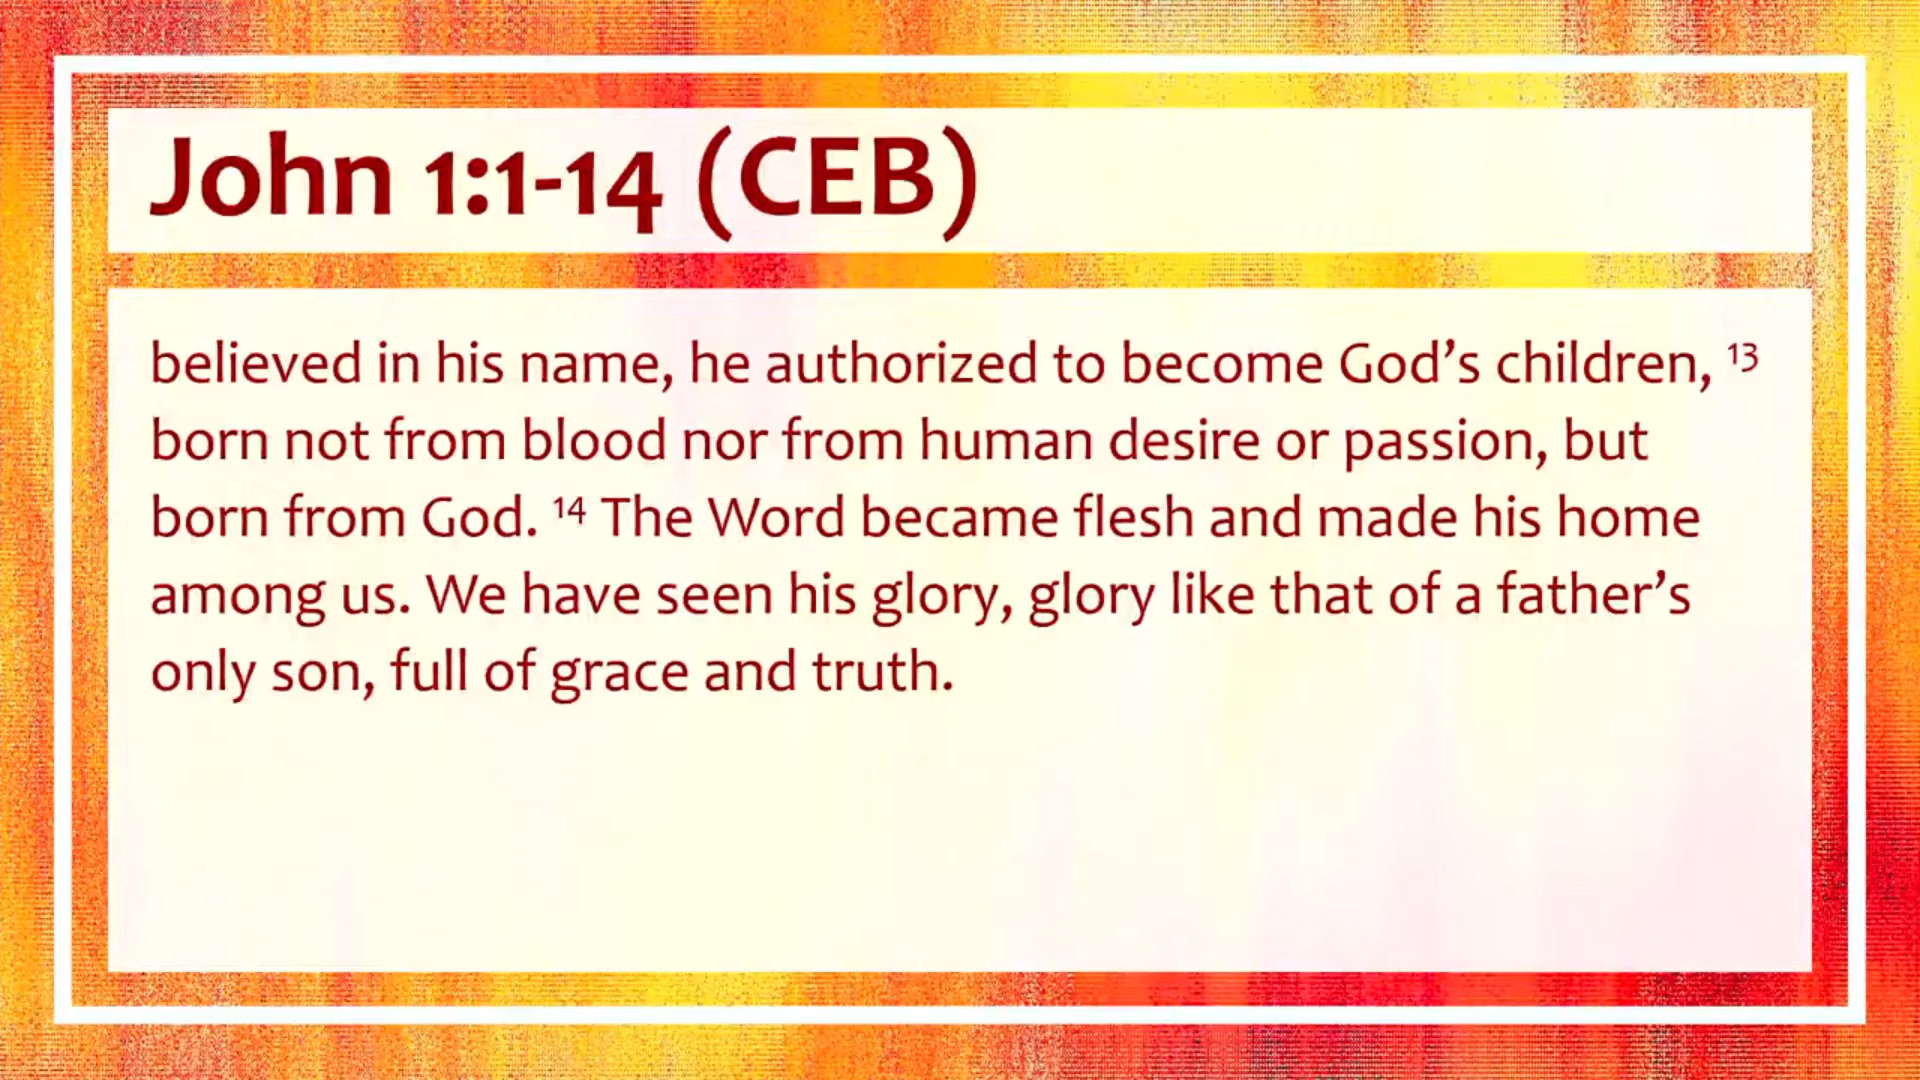 John 1:1-14 (CEB)
believed in his name, he authorized to become God’s children, 13
born not from blood nor from human desire or passion, but
born from God. 14 The Word became flesh and made his home
among us. We have seen his glory, glory like that of a father’s
only son, full of grace and truth.